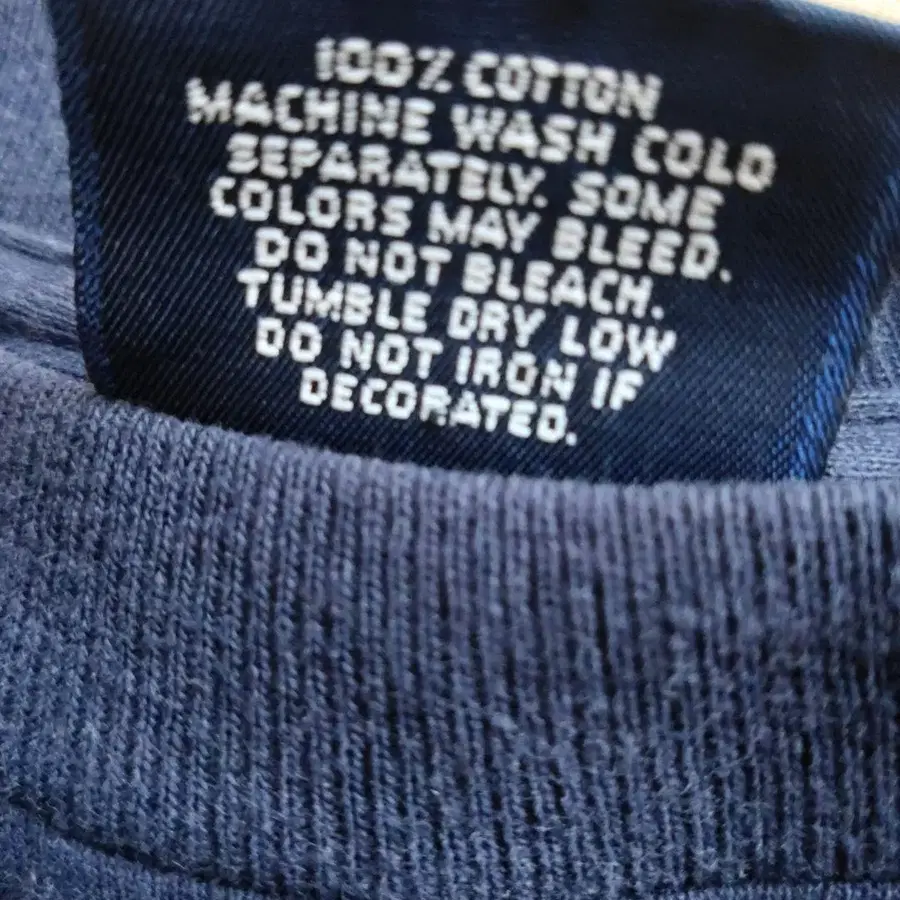 100% COTTON
MACHINE WASH COLD
SEPARATELY. SOME
COLORS MAY BLEED.
DO NOT BLEACH.
TUMBLE DRY LOW
DO NOT IRON IF
DECORATED.